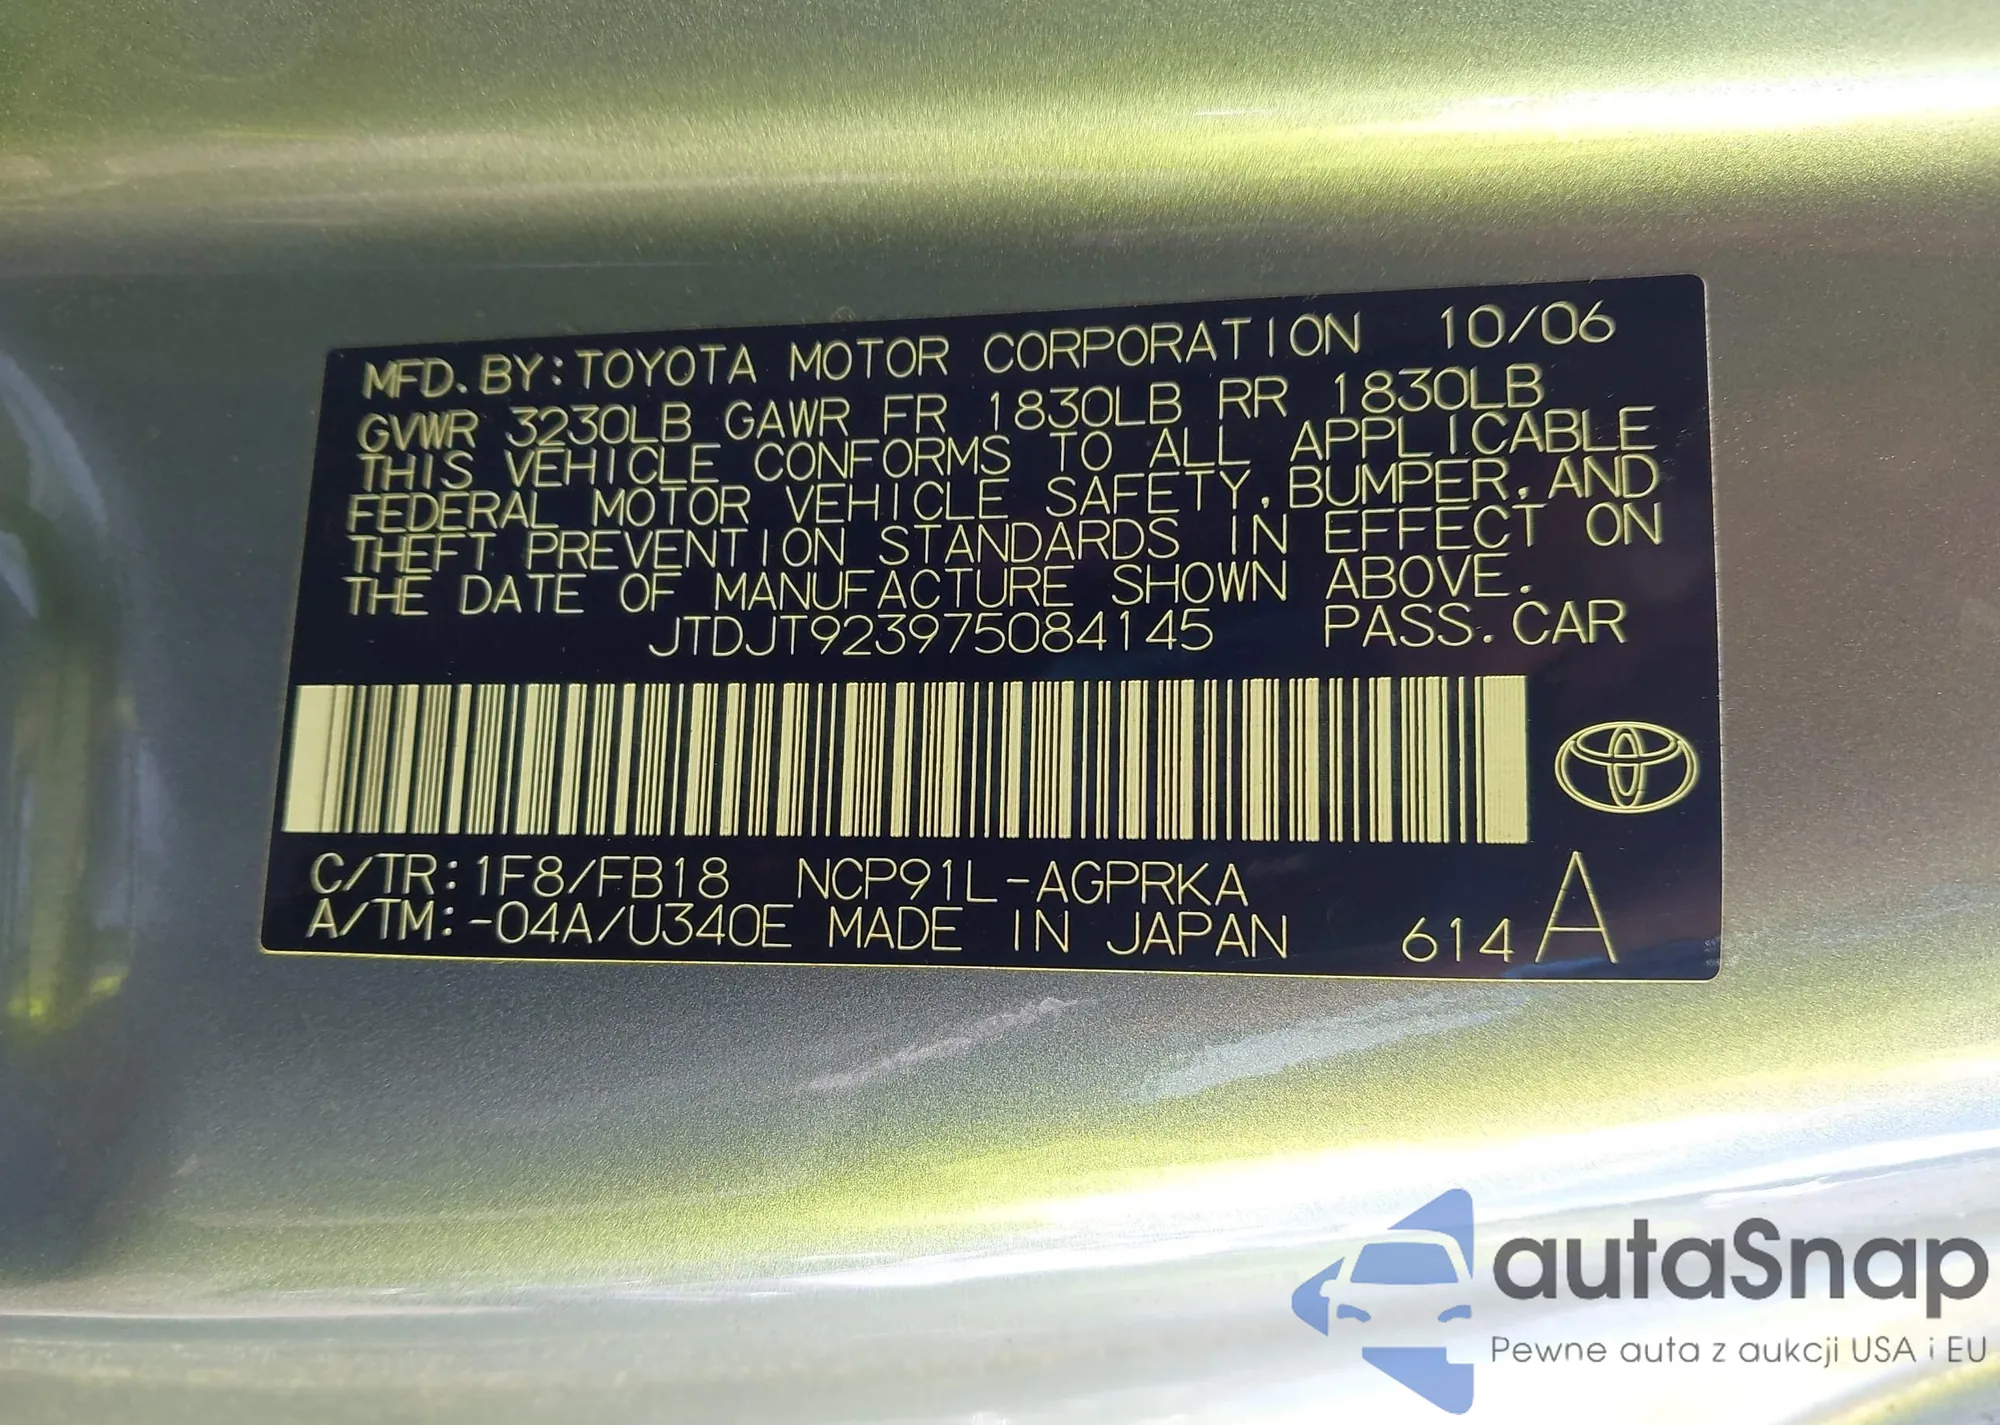 MFD. BY: TOYOTA MOTOR CORPORATION 10/06
GVWR 3230LB GAWR FR 1830LB RR 1830LB
THIS VEHICLE CONFORMS TO ALL APPLICABLE
FEDERAL MOTOR VEHICLE SAFETY, BUMPER, AND
THEFT PREVENTION STANDARDS IN EFFECT ON
THE DATE OF MANUFACTURE SHOWN ABOVE.
JTDJT923975084145 PASS. CAR
C/TR: 1F8/FB18 NCP91L-AGPRKA
A/TM: -04A/U340E MADE IN JAPAN 614 A
autaSnap
Pewne auta z aukcji USA i EU